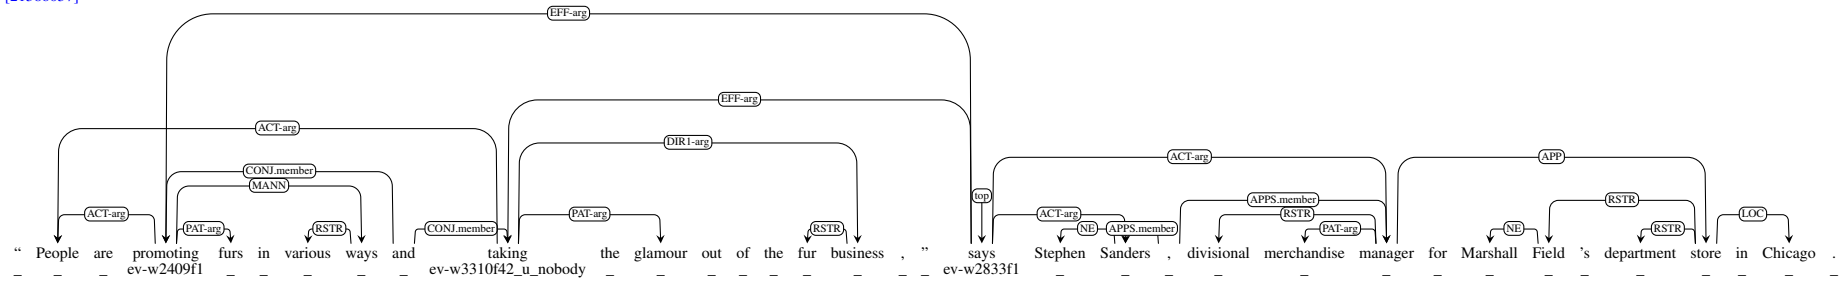 EFF-arg
EFF-arg
ACT-arg
DIR1-arg
ACT-arg APP
CONJ.member
MANN
top
APPS.member RSTR
ACT-arg PAT-arg ACT-arg RSTR LOC
PAT-arg RSTR CONJ.member RSTR NE APPS.member PAT-arg NE RSTR
“ People are promoting furs in various ways and taking the glamour out of the fur business , ” says Stephen Sanders , divisional merchandise manager for Marshall Field 's department store in Chicago .
_ _ _ ev-w2409f1 _ _ _ _ _ ev-w3310f42_u_nobody _ _ _ _ _ _ _ _ _ ev-w2833f1 _ _ _ _ _ _ _ _ _ _ _ _ _ _ _